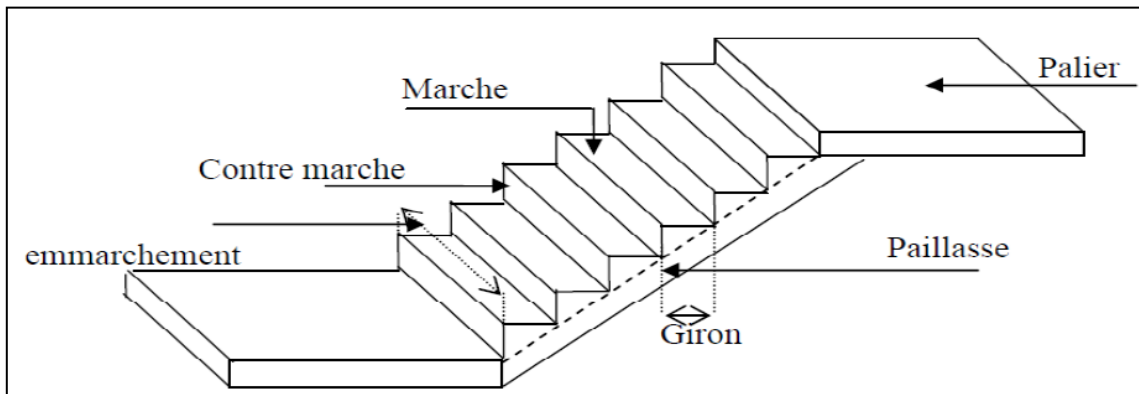 Palier
Marche
Contre marche
emmarchement
Paillasse
Giron